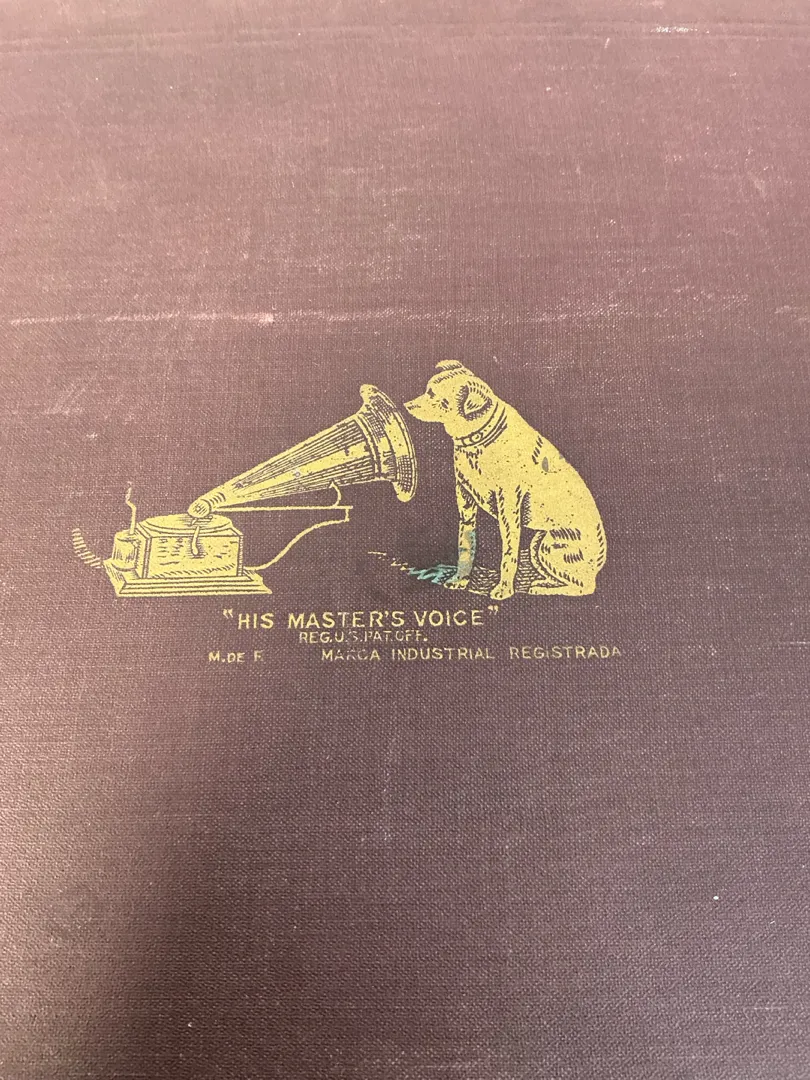 "HIS MASTER'S VOICE"
REG.U.S.PAT.OFF.
M.DE F. MARCA INDUSTRIAL REGISTRADA